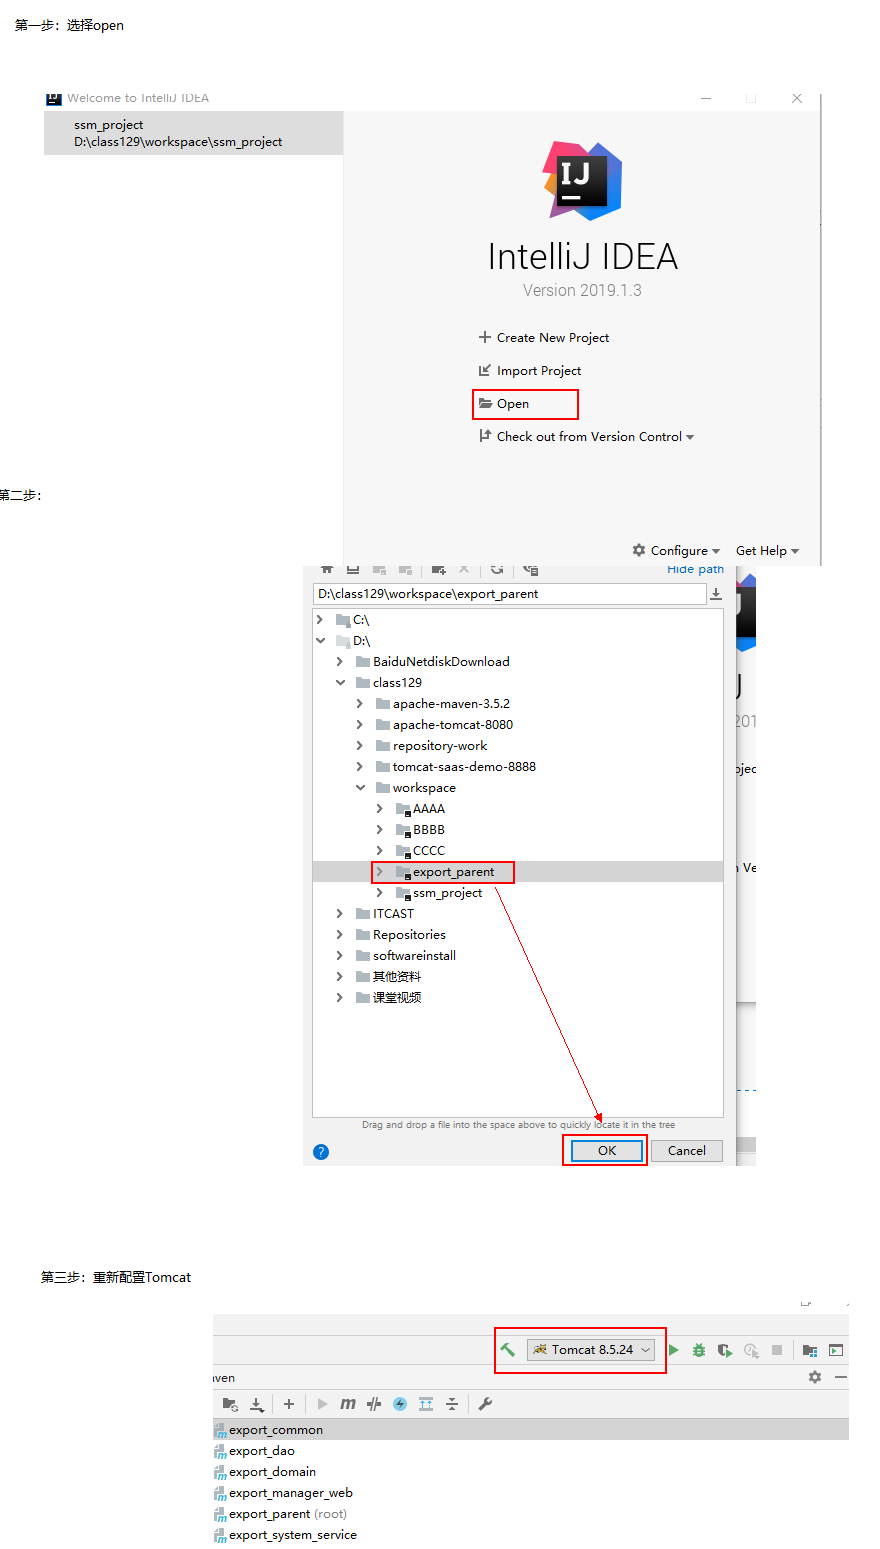 第一步：选择open
Welcome to IntelliJ IDEA
ssm_project
D:\class129\workspace\ssm_project
IJ
IntelliJ IDEA
Version 2019.1.3
Create New Project
Import Project
Open
Check out from Version Control
第二步：
Configure
Get Help
Hide path
D:\class129\workspace\export_parent
C:\
D:\
BaiduNetdiskDownload
class129
apache-maven-3.5.2
apache-tomcat-8080
repository-work
tomcat-saas-demo-8888
workspace
AAAA
BBBB
CCCC
export_parent
ssm_project
ITCAST
Repositories
softwareinstall
其他资料
课堂视频
Drag and drop a file into the space above to quickly locate it in the tree
?
OK
Cancel
第三步：重新配置Tomcat
Tomcat 8.5.24
aven
m
export_common
export_dao
export_domain
export_manager_web
export_parent (root)
export_system_service